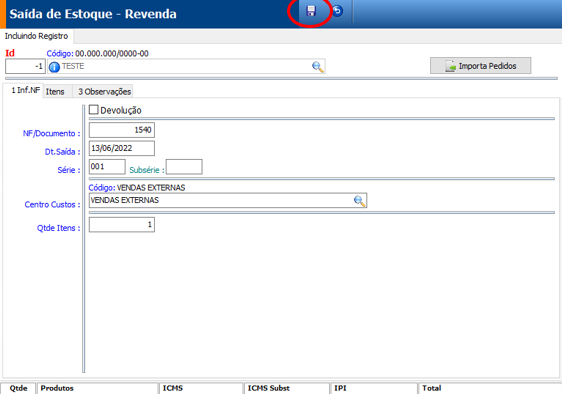 Saída de Estoque - Revenda
Incluindo Registro
Id Código: 00.000.000/0000-00
-1 TESTE Importa Pedidos
1 Inf.NF Itens 3 Observações
Devolução
NF/Documento : 1540
Dt.Saída : 13/06/2022
Série : 001 Subsérie :
Código: VENDAS EXTERNAS
Centro Custos : VENDAS EXTERNAS
Qtde Itens : 1
Qtde Produtos ICMS ICMS Subst IPI Total